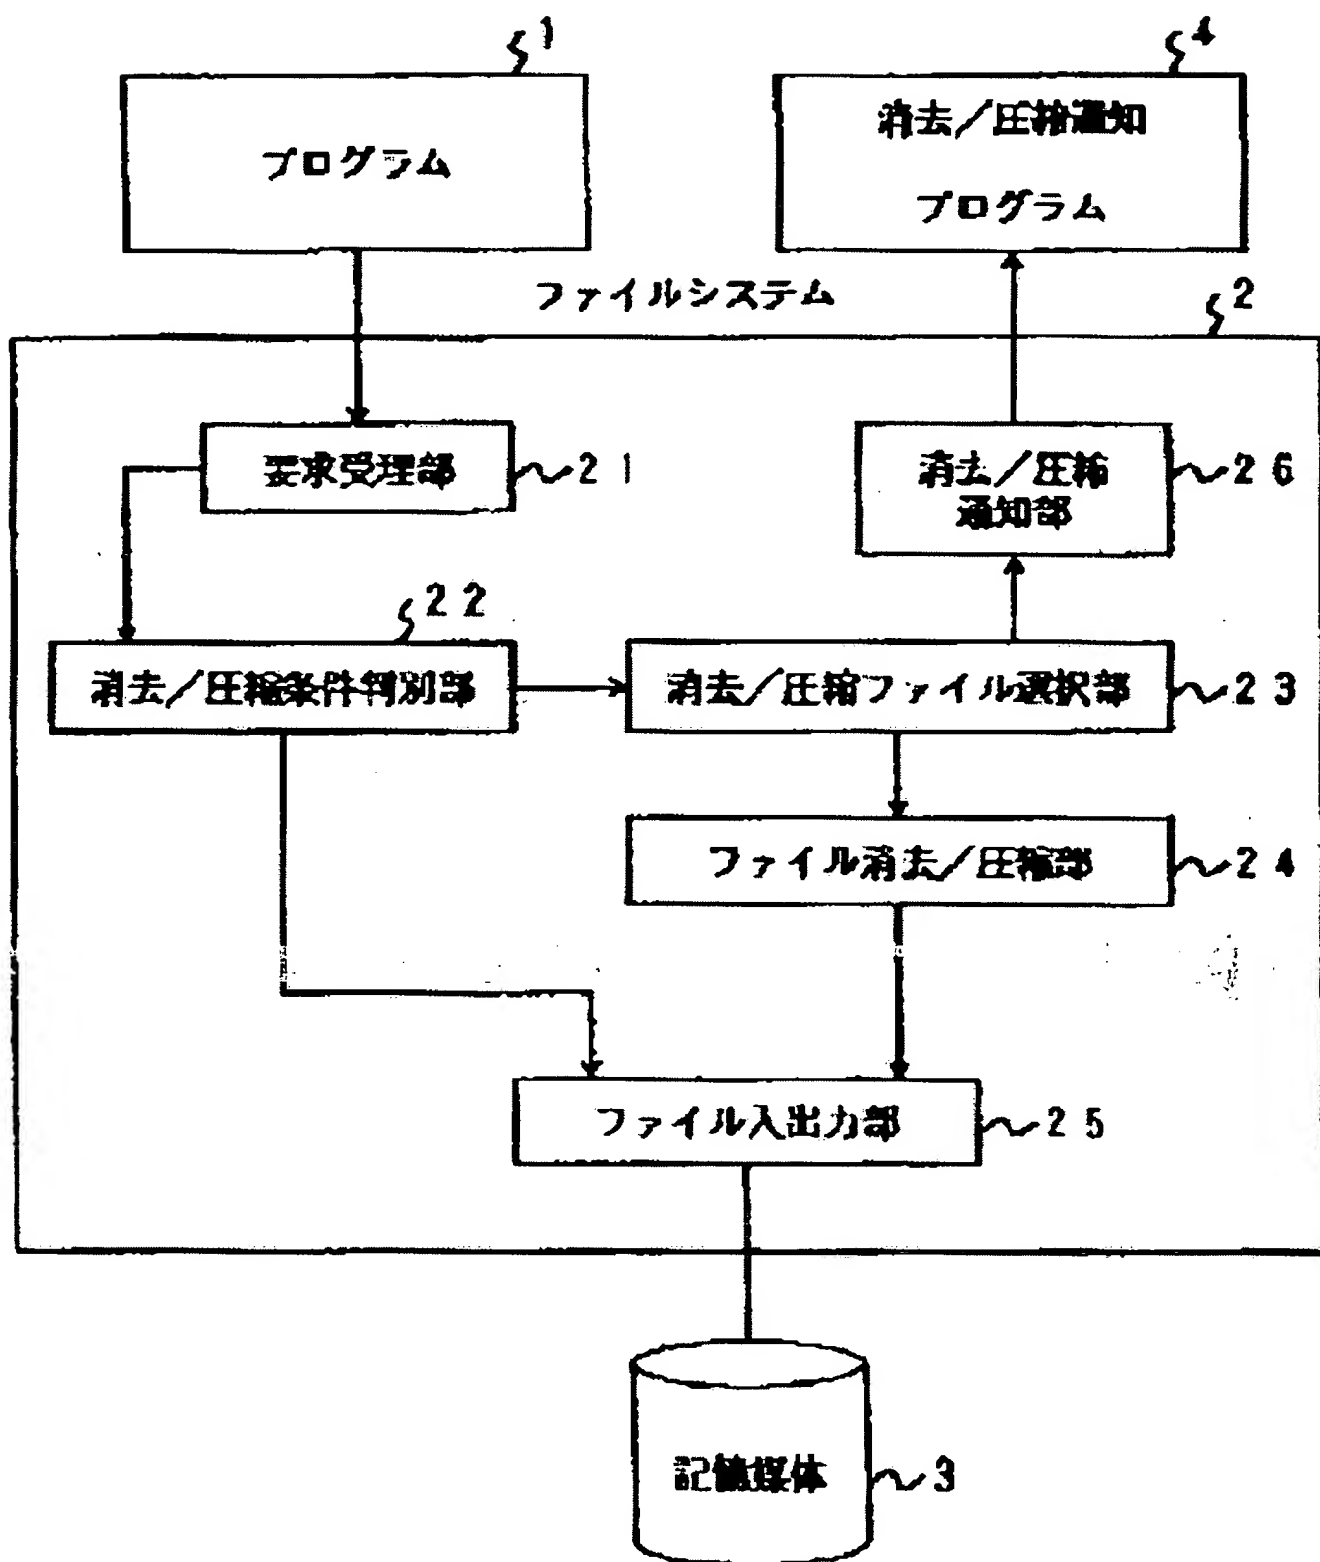 1
プログラム
4
消去／圧縮通知
プログラム
ファイルシステム
2
要求受理部
21
消去／圧縮
通知部
26
22
消去／圧縮条件判別部
消去／圧縮ファイル選択部
23
ファイル消去／圧縮部
24
ファイル入出力部
25
記憶媒体
3